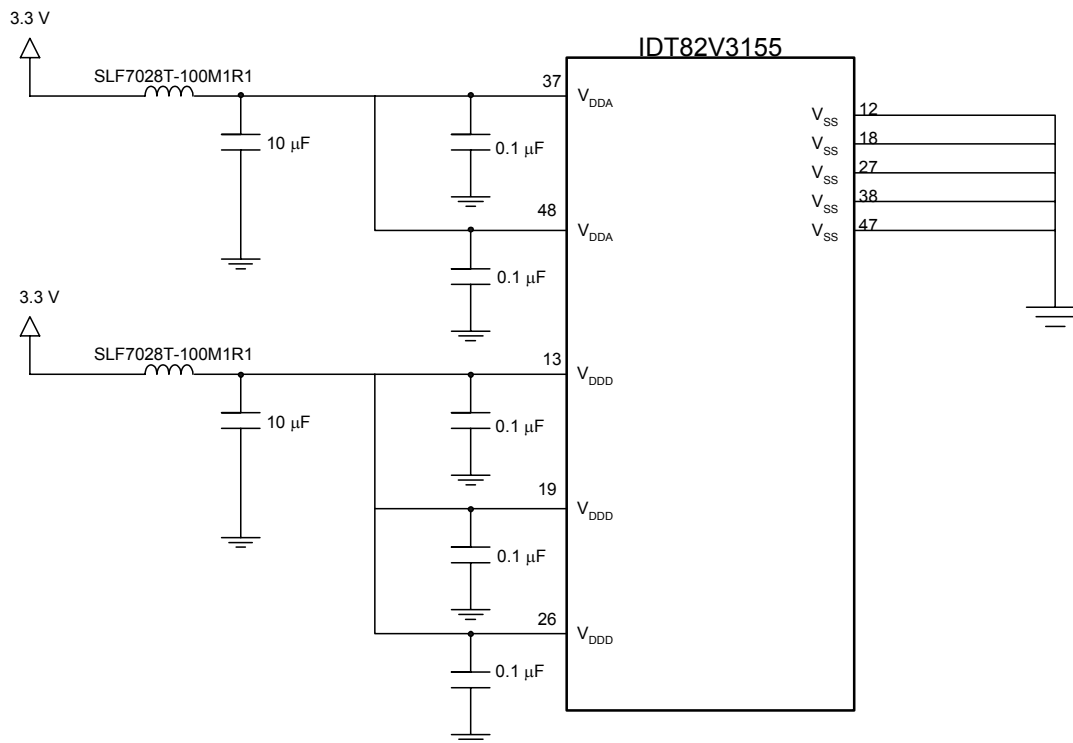 3.3 V
IDT82V3155
SLF7028T-100M1R1
37
V_DDA
10 μF
0.1 μF
48
V_DDA
0.1 μF
V_SS 12
V_SS 18
V_SS 27
V_SS 38
V_SS 47
3.3 V
SLF7028T-100M1R1
13
V_DDD
10 μF
0.1 μF
19
V_DDD
0.1 μF
26
V_DDD
0.1 μF